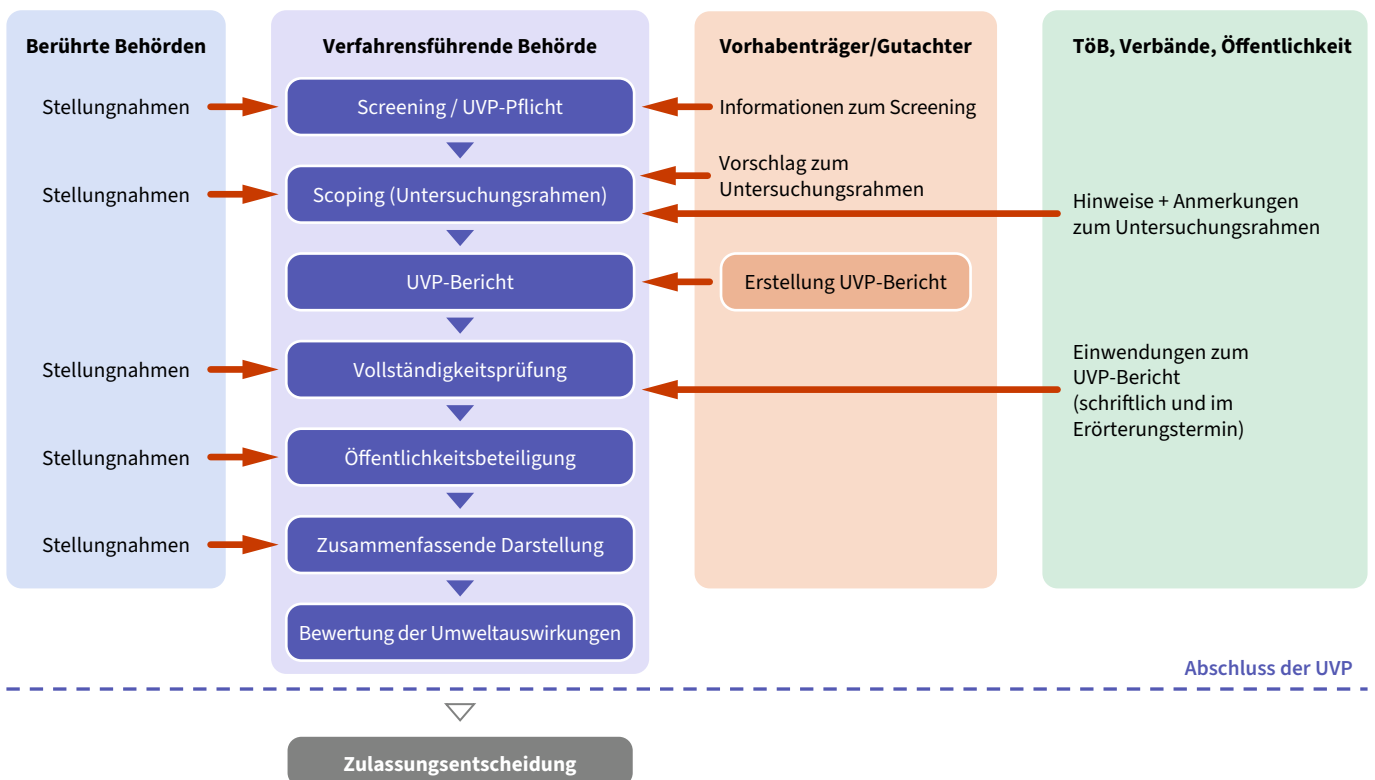 Berührte Behörden
Verfahrensführende Behörde
Vorhabenträger/Gutachter
TöB, Verbände, Öffentlichkeit
Stellungnahmen
Screening / UVP-Pflicht
Informationen zum Screening
Stellungnahmen
Scoping (Untersuchungsrahmen)
Vorschlag zum
Untersuchungsrahmen
Hinweise + Anmerkungen
zum Untersuchungsrahmen
UVP-Bericht
Erstellung UVP-Bericht
Stellungnahmen
Vollständigkeitsprüfung
Einwendungen zum
UVP-Bericht
(schriftlich und im
Erörterungstermin)
Stellungnahmen
Öffentlichkeitsbeteiligung
Stellungnahmen
Zusammenfassende Darstellung
Bewertung der Umweltauswirkungen
Abschluss der UVP
Zulassungsentscheidung